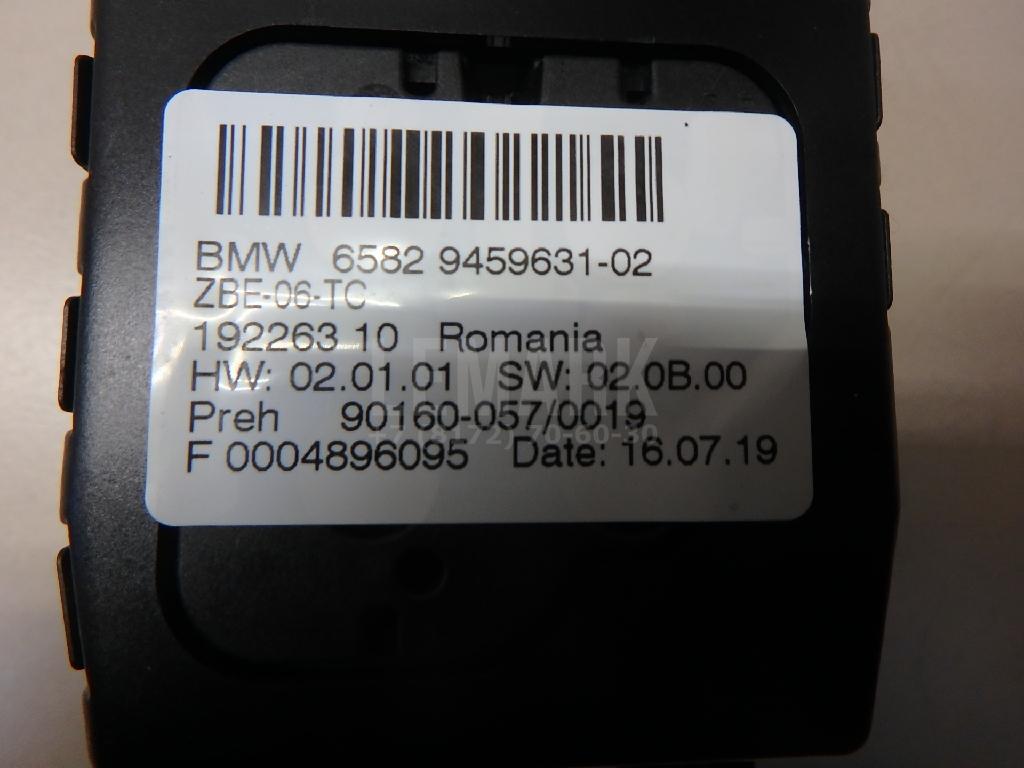 BMW 6582 9459631-02
ZBE-06-TC
192263 10 Romania
HW: 02.01.01 SW: 02.0B.00
Preh 90160-057/0019
F 0004896095 Date: 16.07.19